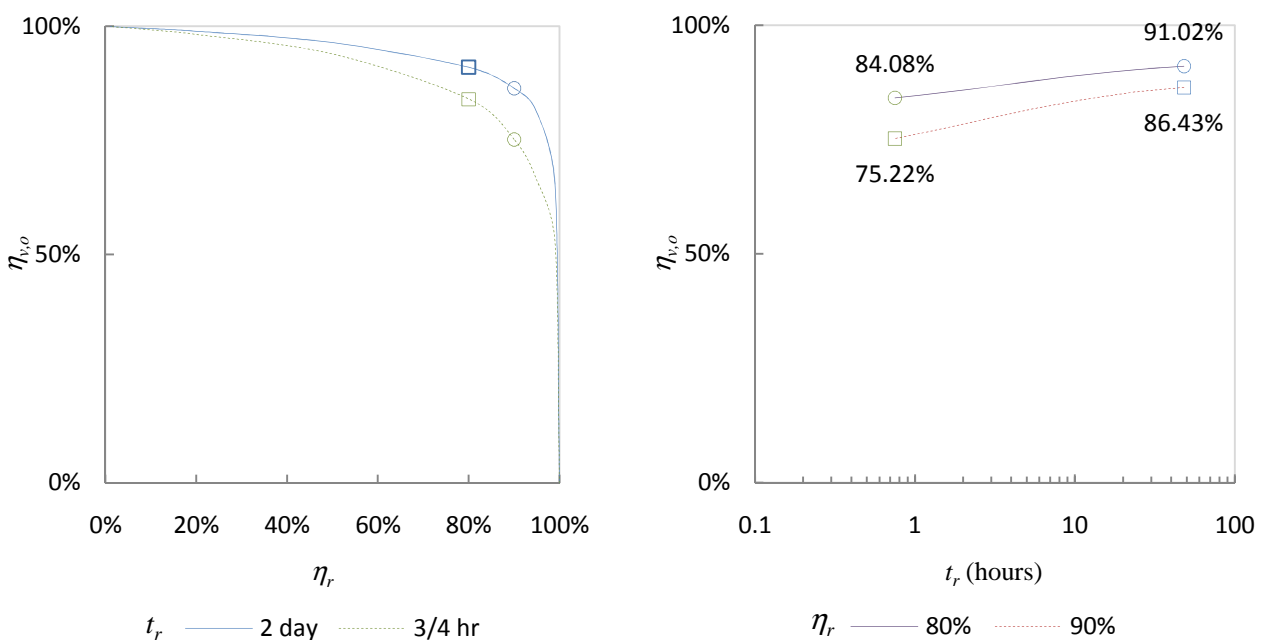 100%
50%
0%
η_{v,o}
0% 20% 40% 60% 80% 100%
η_r
t_r 2 day 3/4 hr
100%
50%
0%
η_{v,o}
91.02%
84.08%
86.43%
75.22%
0.1 1 10 100
t_r (hours)
η_r 80% 90%